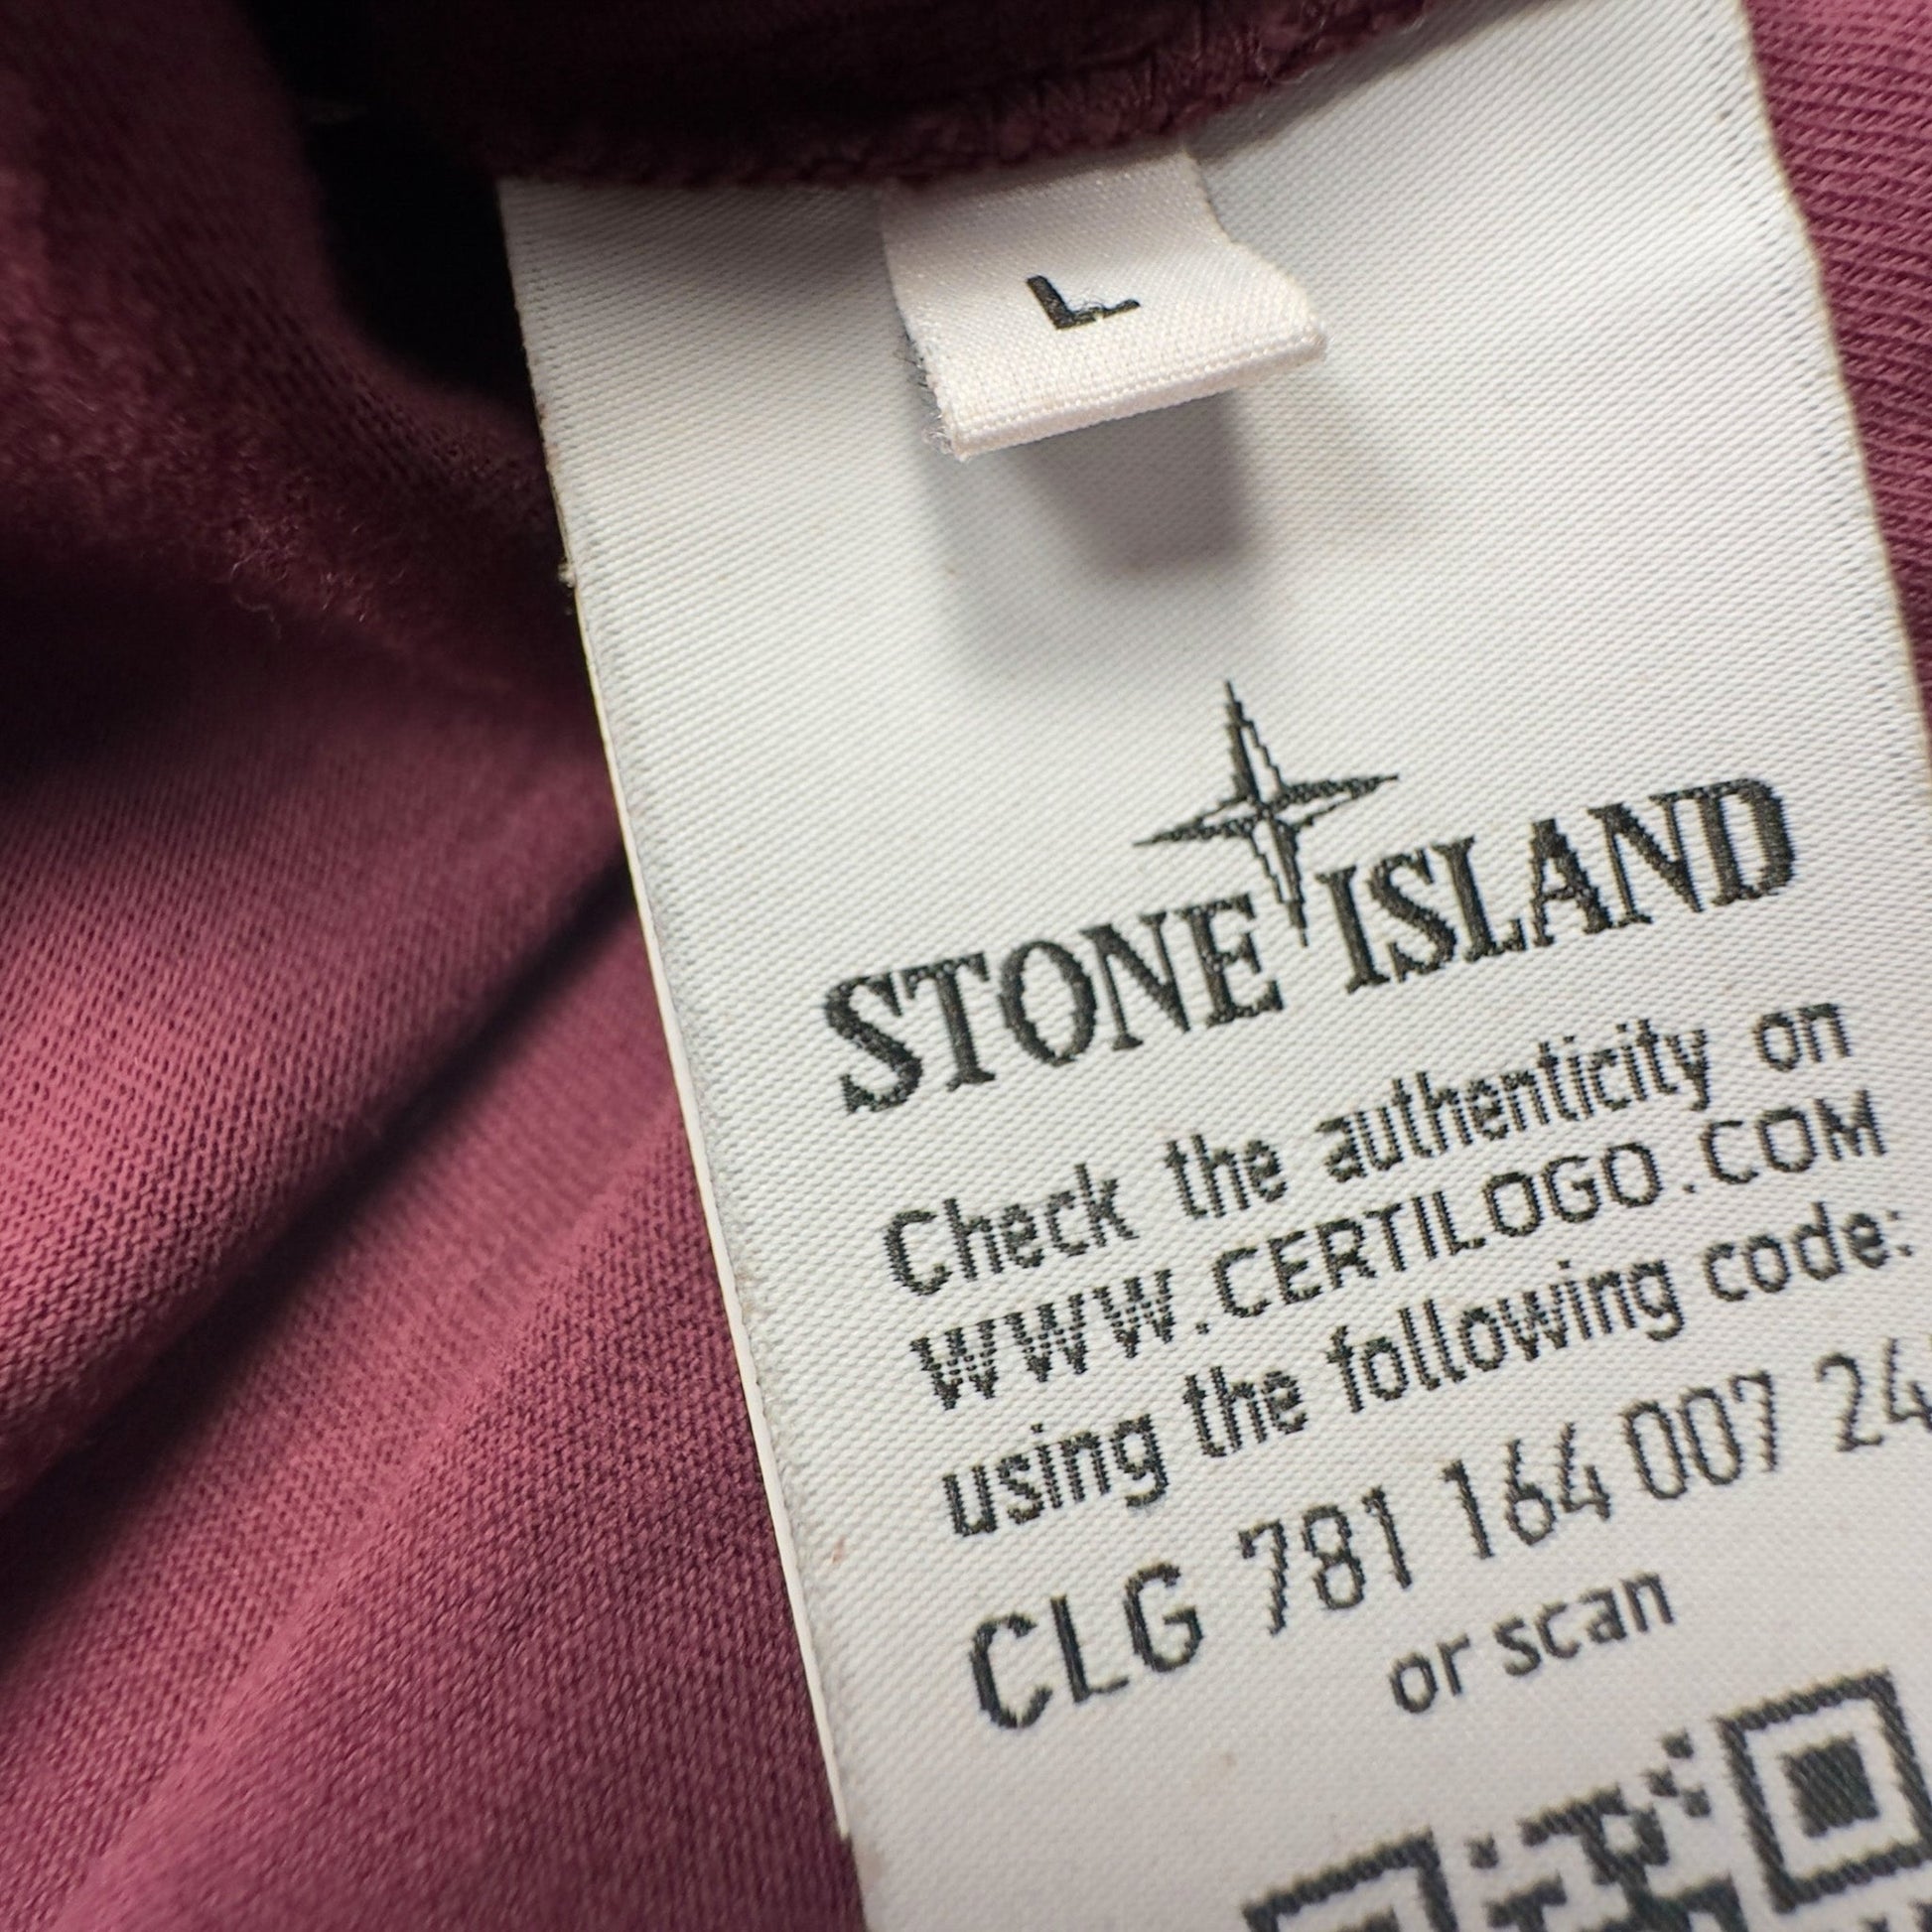 L
STONE ISLAND
Check the authenticity on
WWW.CERTILOGO.COM
using the following code:
CLG 781 164 007 24
or scan